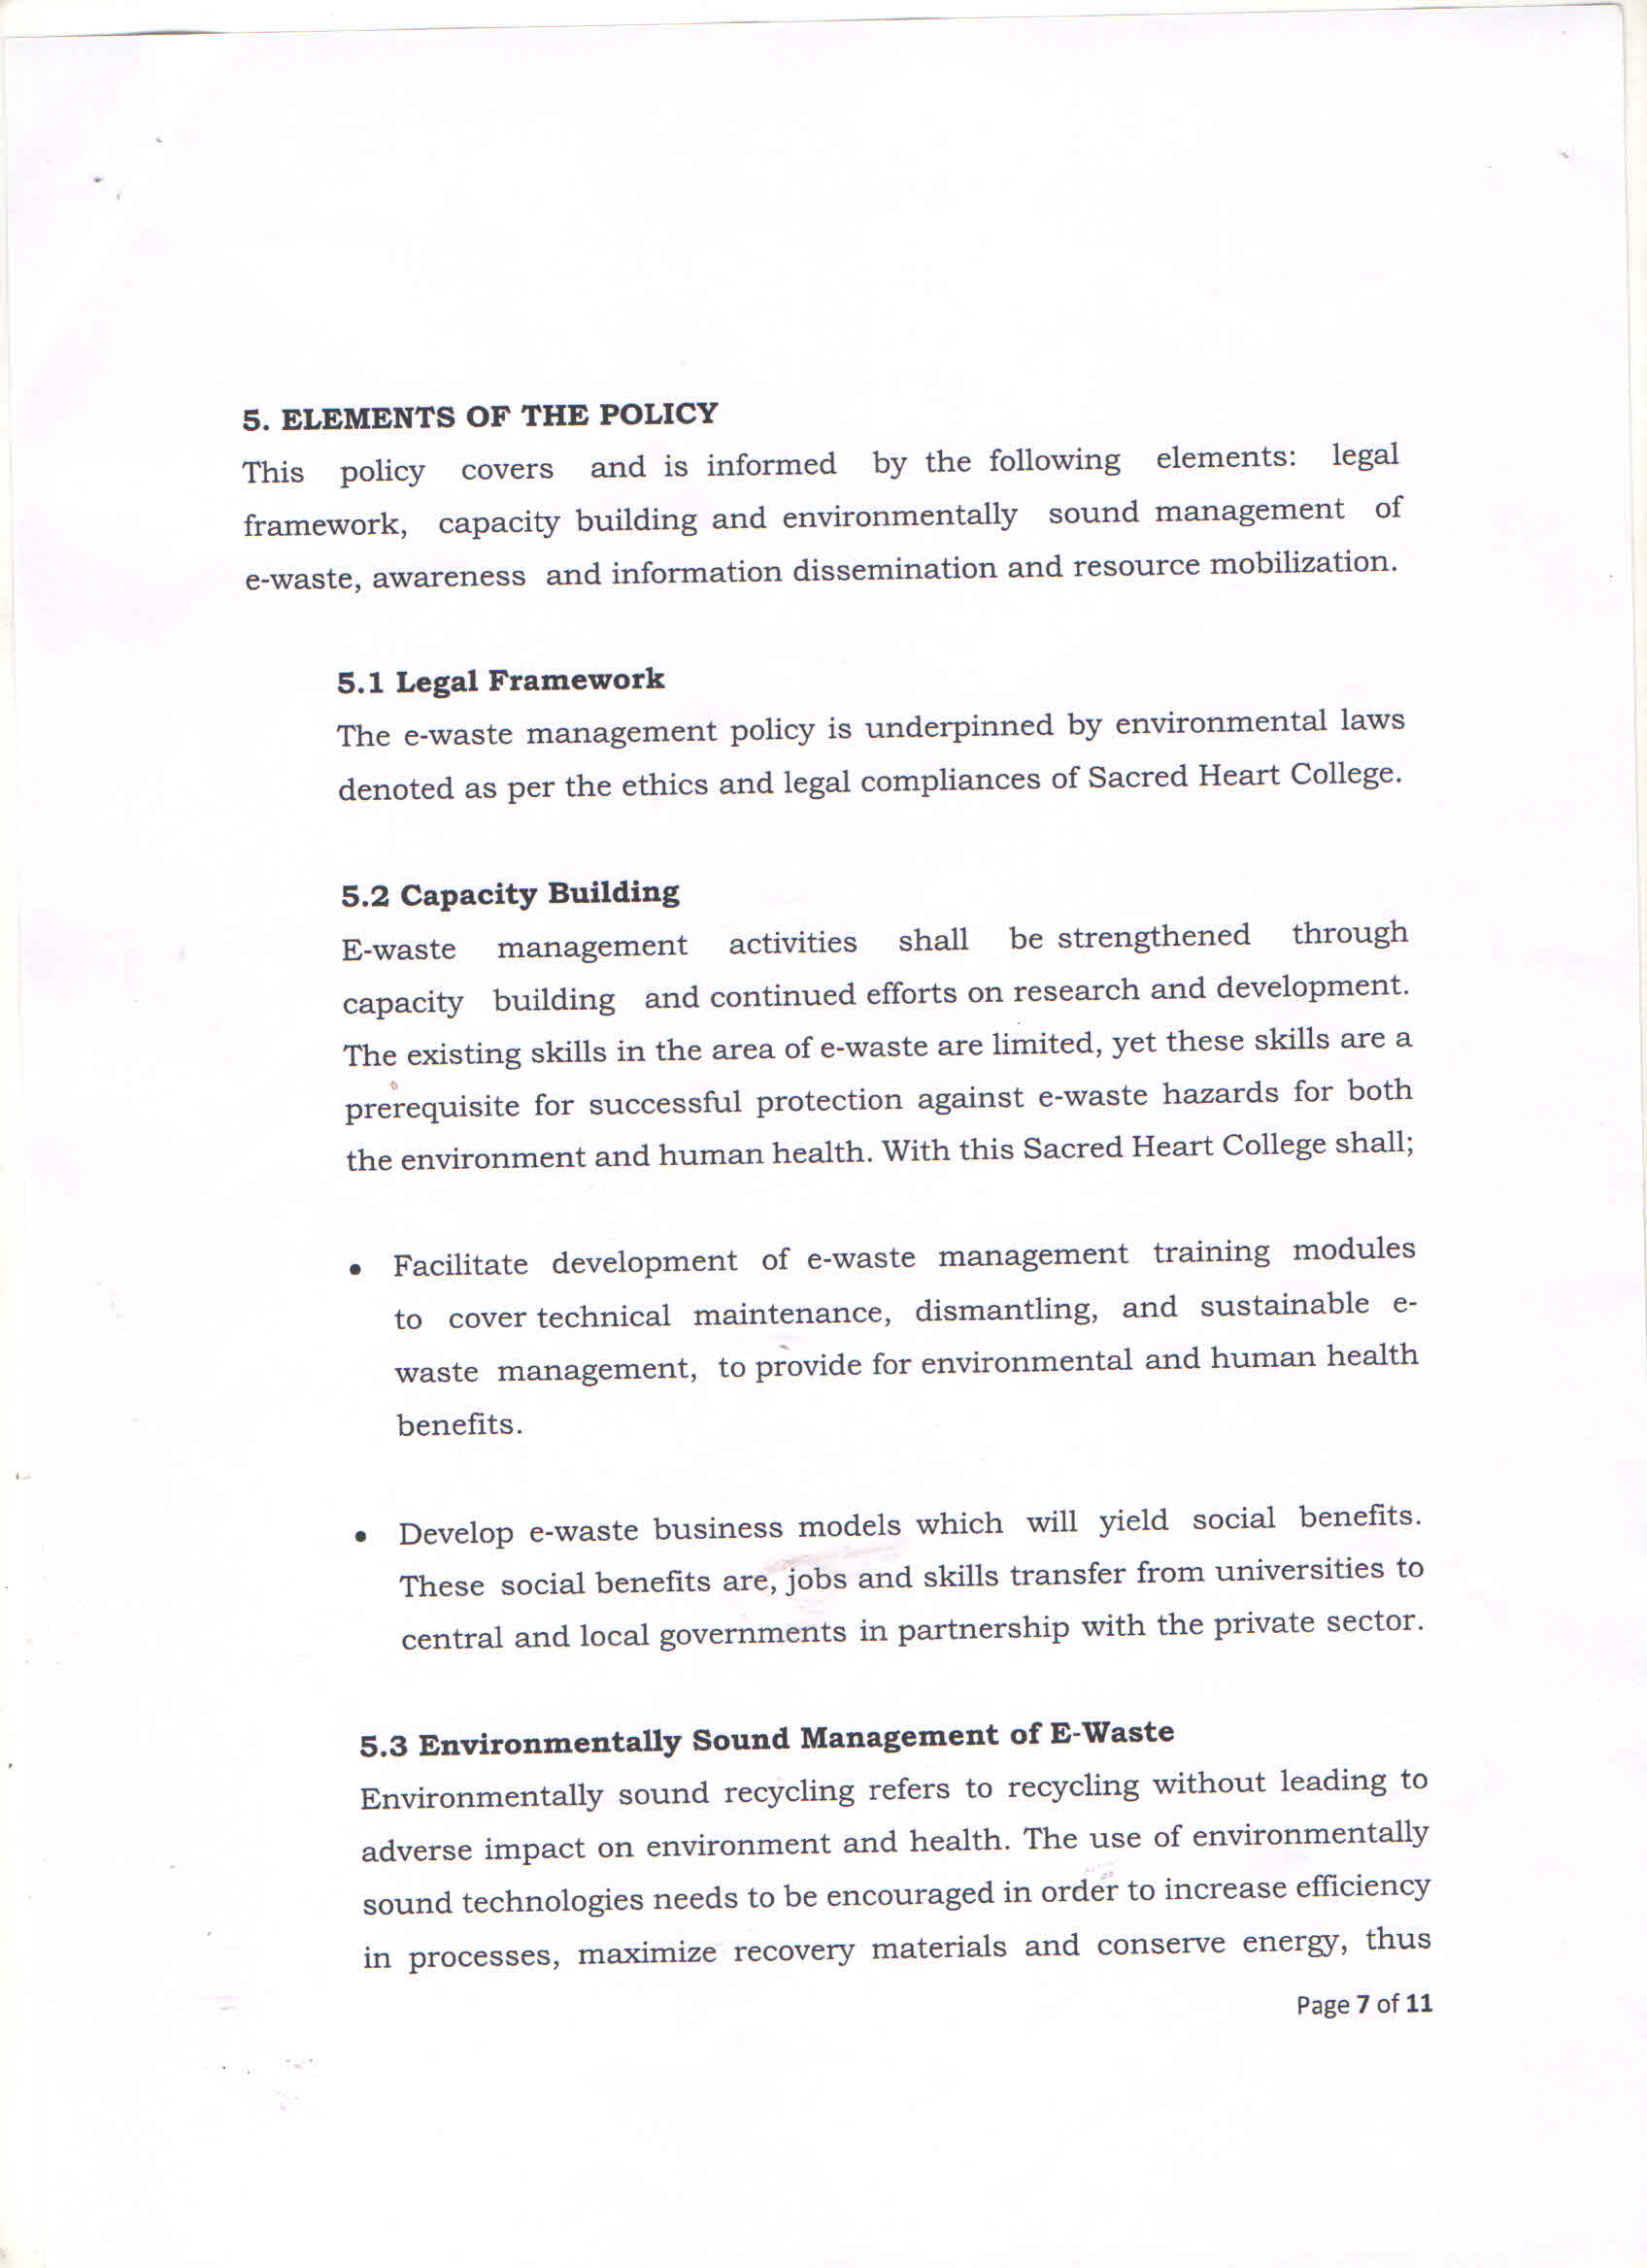 5. ELEMENTS OF THE POLICY
This policy covers and is informed by the following elements: legal
framework, capacity building and environmentally sound management of
e-waste, awareness and information dissemination and resource mobilization.
5.1 Legal Framework
The e-waste management policy is underpinned by environmental laws
denoted as per the ethics and legal compliances of Sacred Heart College.
5.2 Capacity Building
E-waste management activities shall be strengthened through
capacity building and continued efforts on research and development.
The existing skills in the area of e-waste are limited, yet these skills are a
prerequisite for successful protection against e-waste hazards for both
the environment and human health. With this Sacred Heart College shall;
• Facilitate development of e-waste management training modules
to cover technical maintenance, dismantling, and sustainable e-
waste management, to provide for environmental and human health
benefits.
• Develop e-waste business models which will yield social benefits.
These social benefits are, jobs and skills transfer from universities to
central and local governments in partnership with the private sector.
5.3 Environmentally Sound Management of E-Waste
Environmentally sound recycling refers to recycling without leading to
adverse impact on environment and health. The use of environmentally
sound technologies needs to be encouraged in order to increase efficiency
in processes, maximize recovery materials and conserve energy, thus
Page 7 of 11